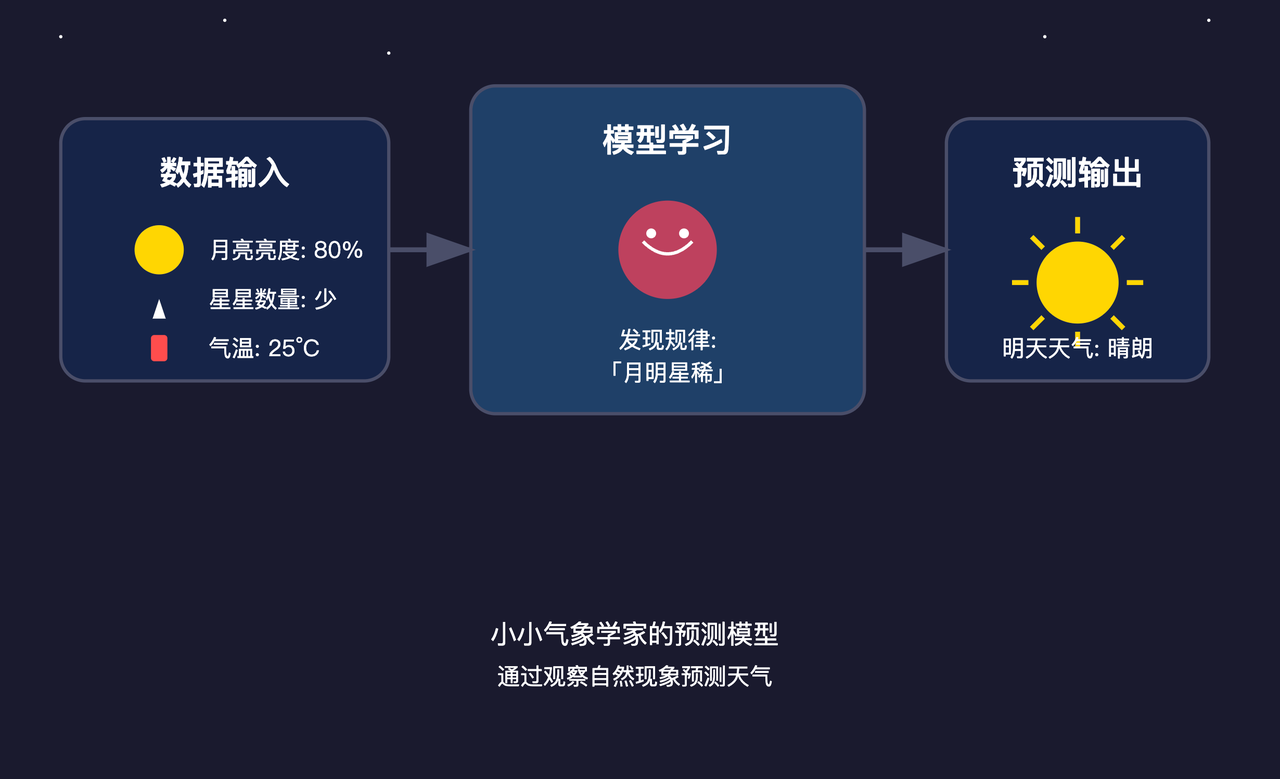 数据输入
月亮亮度: 80%
星星数量: 少
气温: 25°C
模型学习
发现规律:
「月明星稀」
预测输出
明天天气: 晴朗
小小气象学家的预测模型
通过观察自然现象预测天气